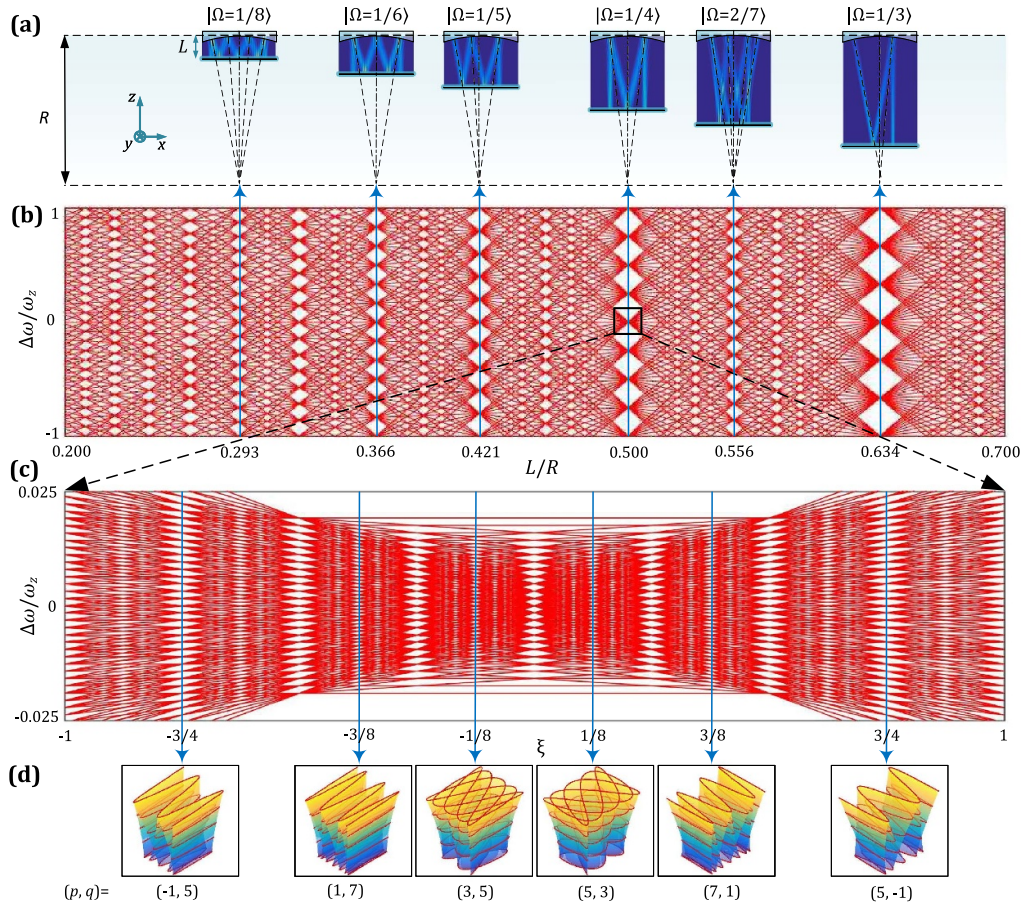 (a) |Ω=1/8⟩ |Ω=1/6⟩ |Ω=1/5⟩ |Ω=1/4⟩ |Ω=2/7⟩ |Ω=1/3⟩
L
R
z
y x
(b) 1
Δω/ω_z
0
-1
0.200 0.293 0.366 0.421 0.500 0.556 0.634 0.700
L/R
(c)
0.025
Δω/ω_z
0
-0.025
-1 -3/4 -3/8 -1/8 1/8 3/8 3/4 1
ξ
(d)
(p, q)= (-1, 5) (1, 7) (3, 5) (5, 3) (7, 1) (5, -1)